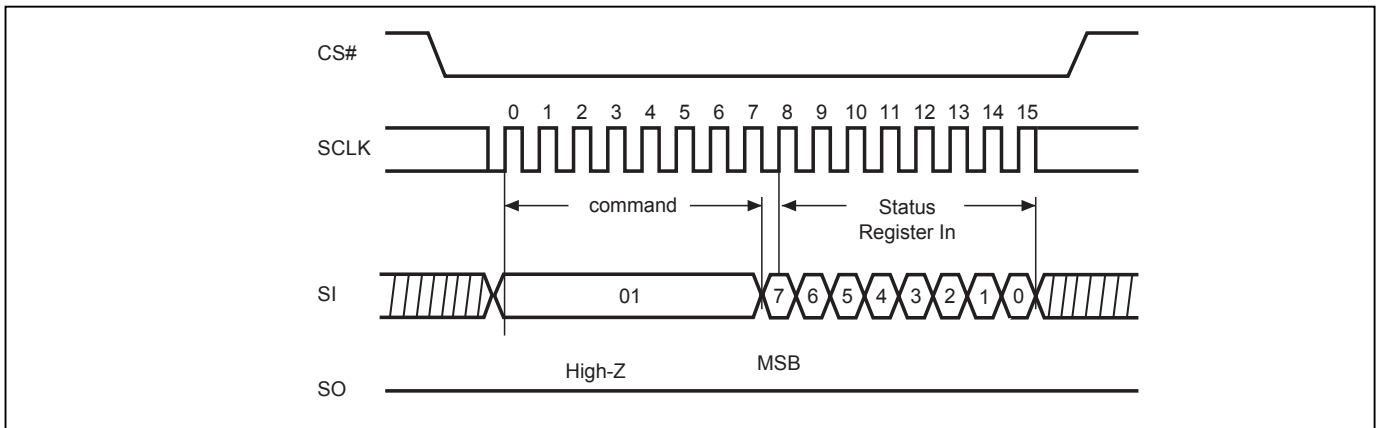 CS#
0 1 2 3 4 5 6 7 8 9 10 11 12 13 14 15
SCLK
command
Status
Register In
SI
01
7 6 5 4 3 2 1 0
High-Z
MSB
SO